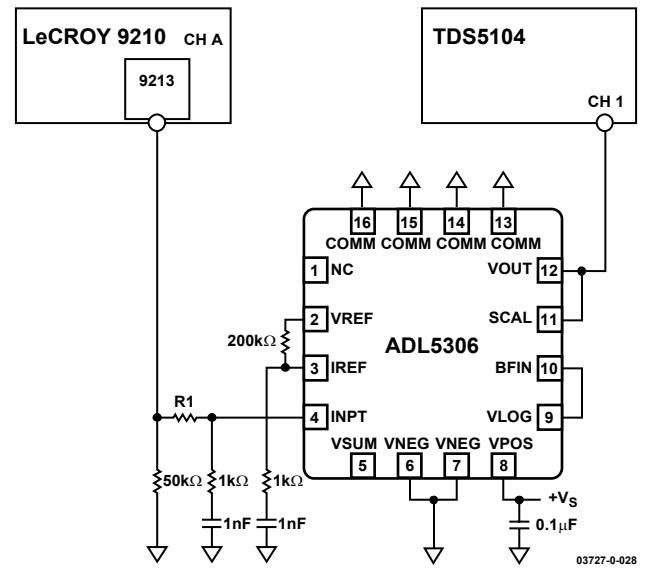 LeCROY 9210 CH A
9213
TDS5104
CH 1
16 15 14 13
COMM COMM COMM COMM
1 NC
VOUT 12
2 VREF
SCAL 11
200kΩ
ADL5306
3 IREF
BFIN 10
R1
4 INPT
VLOG 9
VSUM VNEG VNEG VPOS
5 6 7 8
50kΩ 1kΩ 1kΩ
+VS
1nF 1nF
0.1μF
03727-0-028